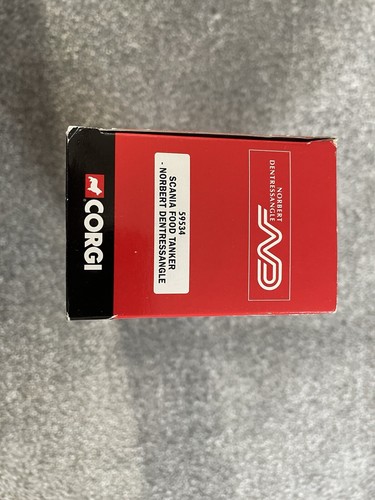 NORBERT
DENTRESSANGLE
ND
59534
SCANIA FOOD TANKER
- NORBERT DENTRESSANGLE
CORGI